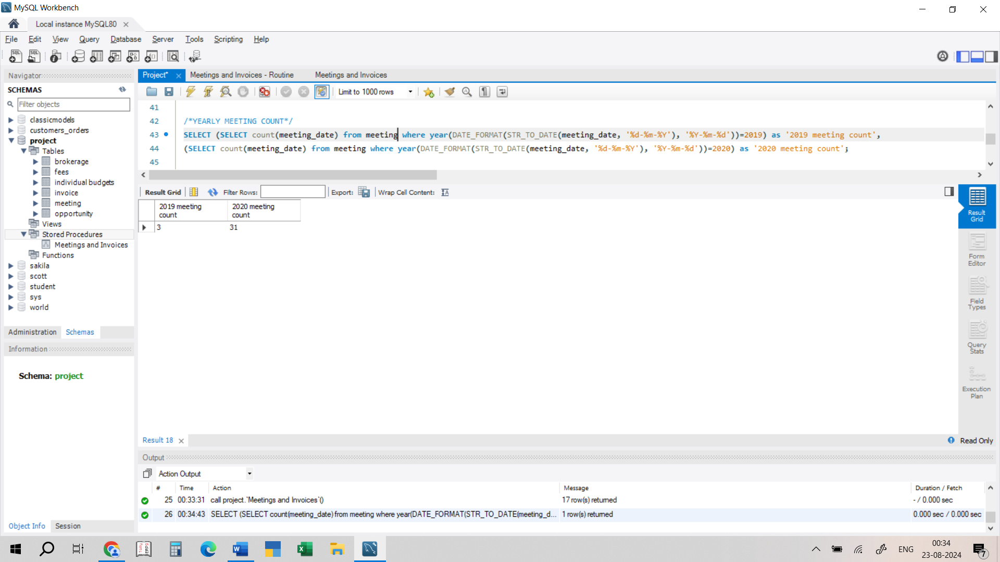 MySQL Workbench
Local instance MySQL80
File Edit View Query Database Server Tools Scripting Help
Navigator
SCHEMAS
Filter objects
classicmodels
customers_orders
project
Tables
brokerage
fees
individual budgets
invoice
meeting
opportunity
Views
Stored Procedures
Meetings and Invoices
Functions
sakila
scott
student
sys
world
Administration Schemas
Information
Schema: project
Object Info Session
Project* Meetings and Invoices - Routine Meetings and Invoices
Limit to 1000 rows
41
42 /*YEARLY MEETING COUNT*/
43 SELECT (SELECT count(meeting_date) from meeting where year(DATE_FORMAT(STR_TO_DATE(meeting_date, '%d-%m-%Y'), '%Y-%m-%d'))=2019) as '2019 meeting count',
44 (SELECT count(meeting_date) from meeting where year(DATE_FORMAT(STR_TO_DATE(meeting_date, '%d-%m-%Y'), '%Y-%m-%d'))=2020) as '2020 meeting count';
45
Result Grid Filter Rows: Export: Wrap Cell Content:
2019 meeting count 2020 meeting count
3 31
Result Grid
Form Editor
Field Types
Query Stats
Execution Plan
Result 18 Read Only
Output
Action Output
# Time Action Message Duration / Fetch
25 00:33:31 call project.`Meetings and Invoices`() 17 row(s) returned - / 0.000 sec
26 00:34:43 SELECT (SELECT count(meeting_date) from meeting where year(DATE_FORMAT(STR_TO_DATE(meeting_d... 1 row(s) returned 0.000 sec / 0.000 sec
ENG
00:34
23-08-2024
7